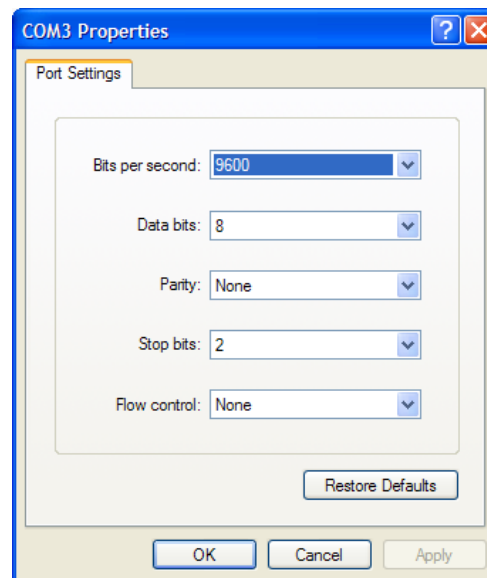 COM3 Properties
Port Settings
Bits per second: 9600
Data bits: 8
Parity: None
Stop bits: 2
Flow control: None
Restore Defaults
OK Cancel Apply